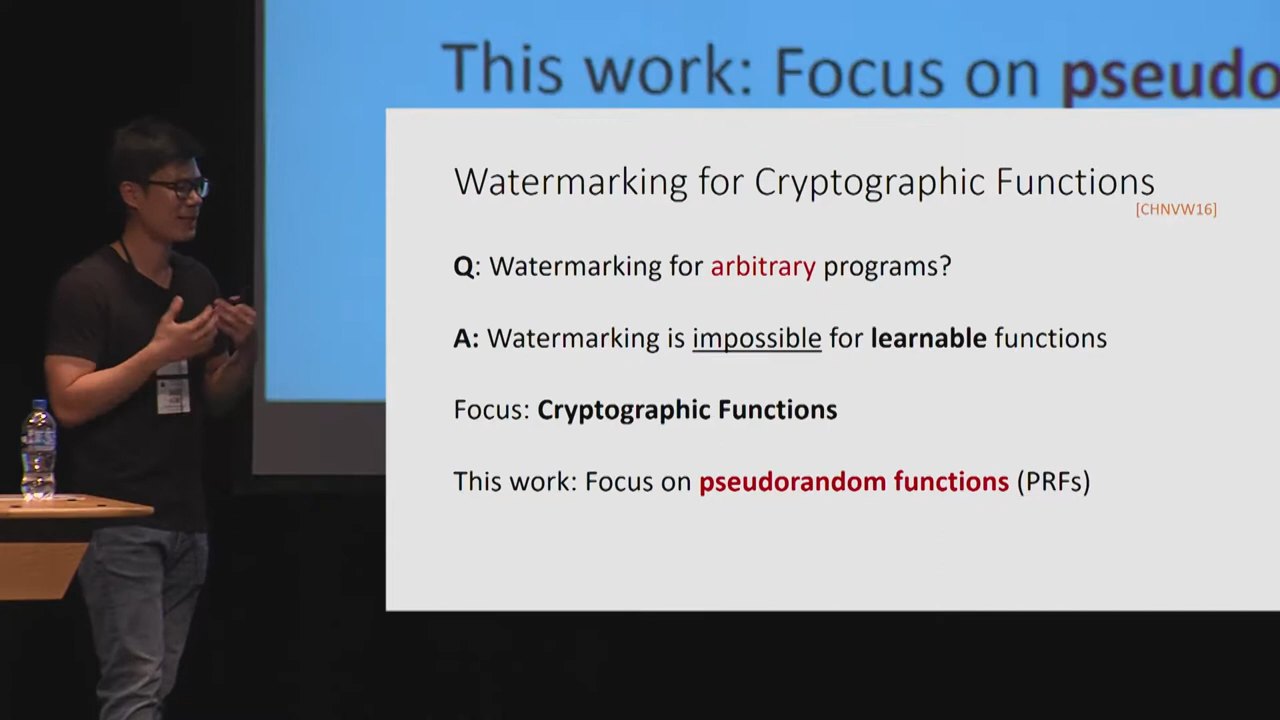 This work: Focus on pseudo
Watermarking for Cryptographic Functions
[CHNVW16]
Q: Watermarking for arbitrary programs?
A: Watermarking is impossible for learnable functions
Focus: Cryptographic Functions
This work: Focus on pseudorandom functions (PRFs)